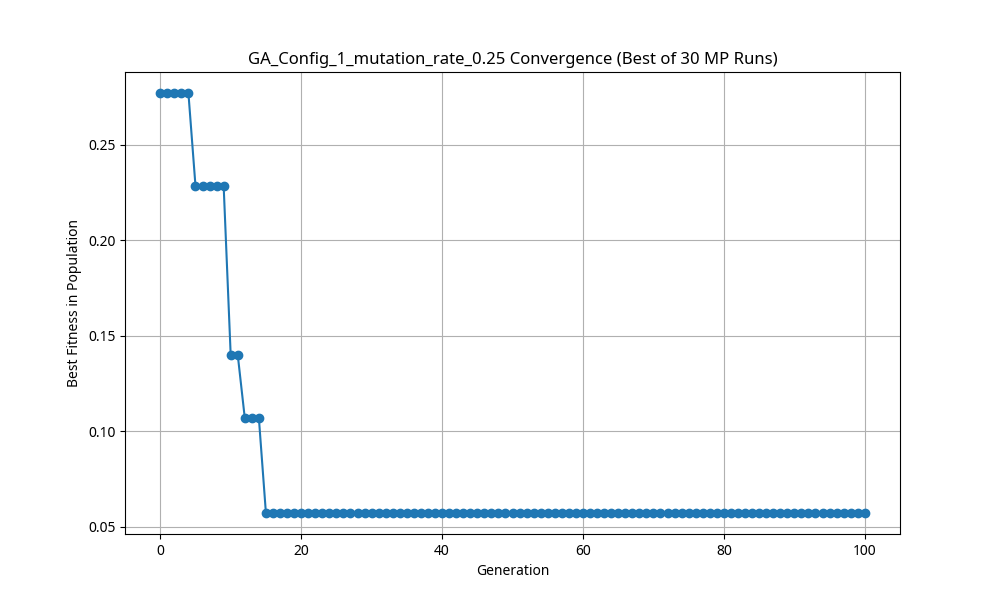 GA_Config_1_mutation_rate_0.25 Convergence (Best of 30 MP Runs)
Best Fitness in Population
0.25
0.20
0.15
0.10
0.05
0 20 40 60 80 100
Generation